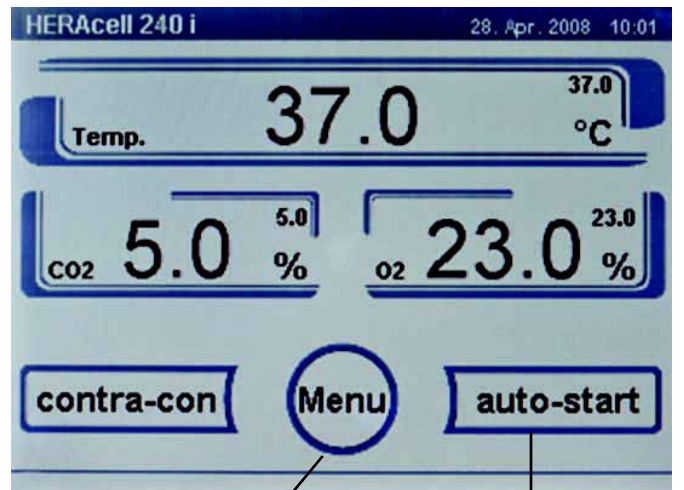 HERAcell 240 i 28. Apr. 2008 10:01
37.0
Temp. 37.0 °C
5.0 23.0
CO2 5.0 % O2 23.0 %
contra-con Menu auto-start